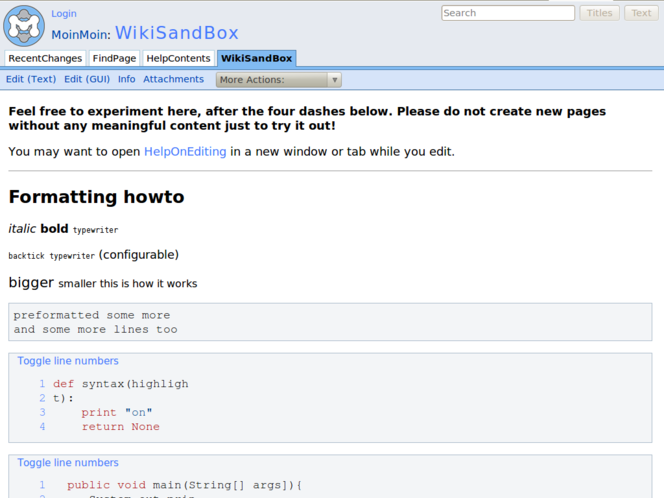 Login
MoinMoin: WikiSandBox
Search Titles Text
RecentChanges FindPage HelpContents WikiSandBox
Edit (Text) Edit (GUI) Info Attachments More Actions:
Feel free to experiment here, after the four dashes below. Please do not create new pages
without any meaningful content just to try it out!
You may want to open HelpOnEditing in a new window or tab while you edit.
Formatting howto
italic bold typewriter
backtick typewriter (configurable)
bigger smaller this is how it works
preformatted some more
and some more lines too
Toggle line numbers
1 def syntax(highligh
2 t):
3     print "on"
4     return None
Toggle line numbers
1   public void main(String[] args]){